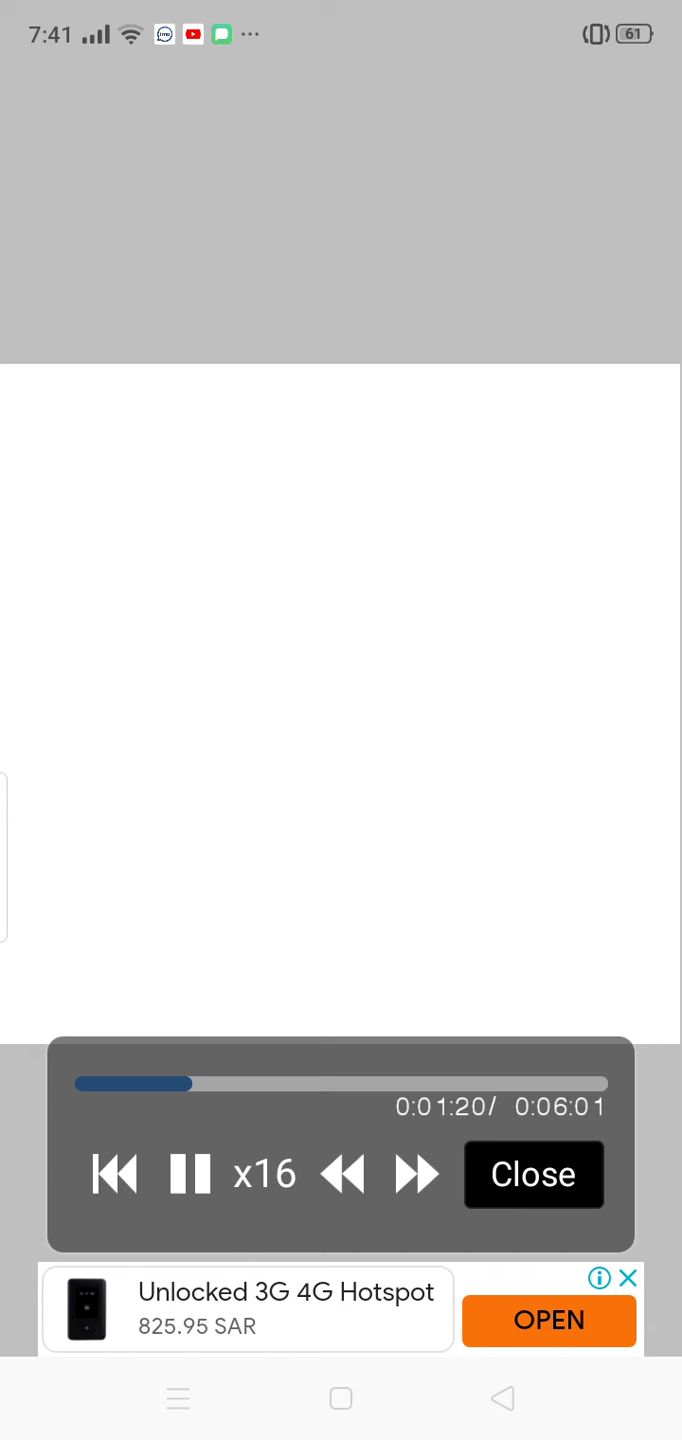 7:41
imo
61
0:01:20/ 0:06:01
x16
Close
Unlocked 3G 4G Hotspot
825.95 SAR
OPEN